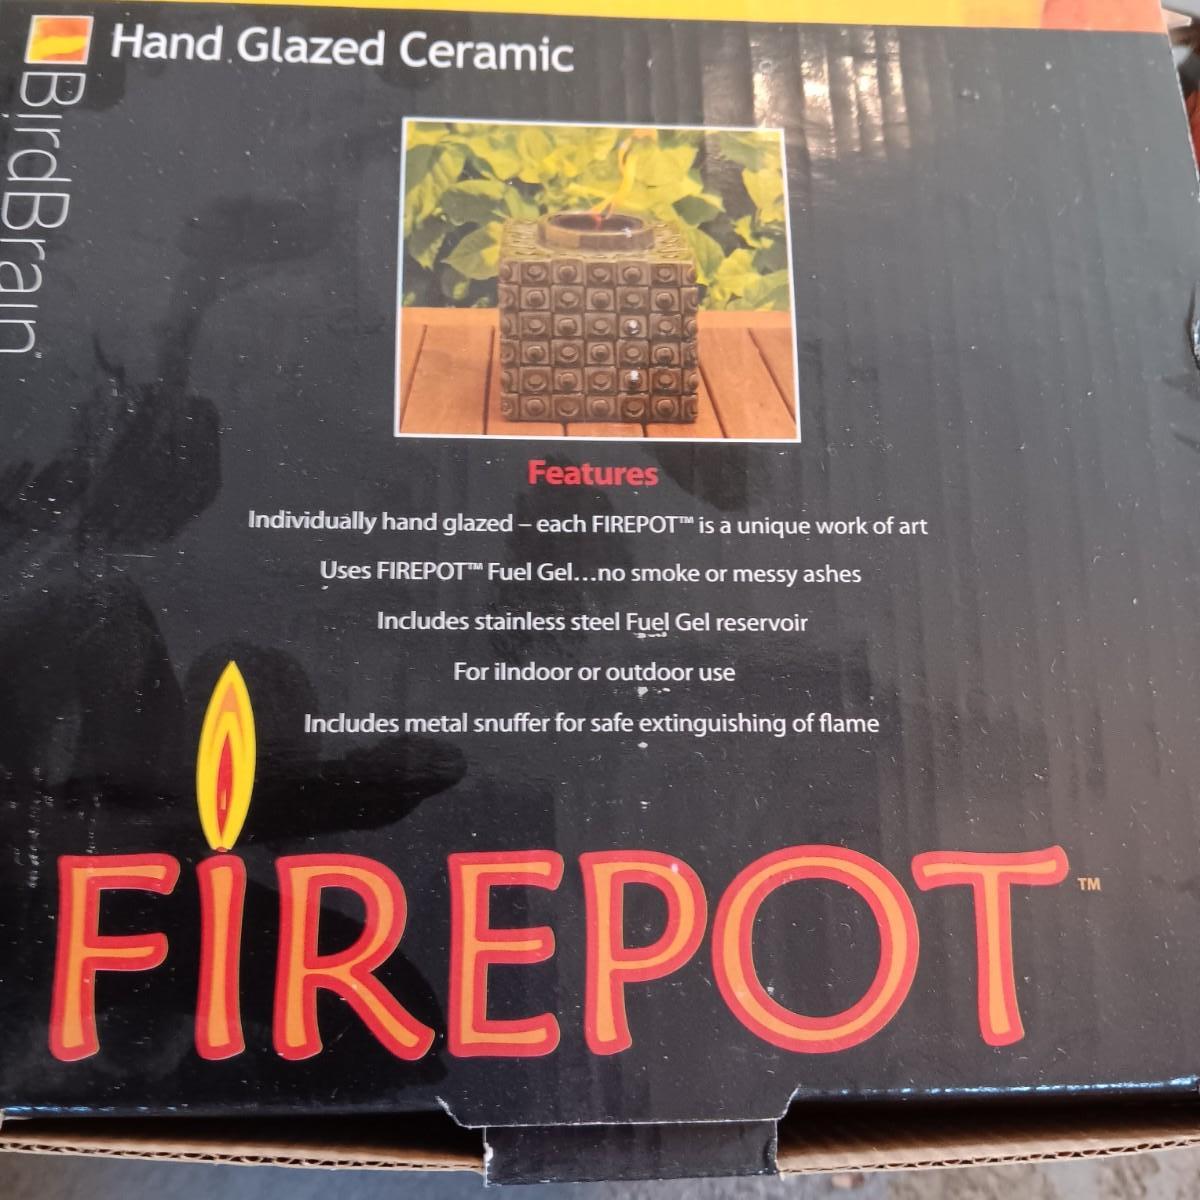 Hand Glazed Ceramic
BirdBrain™
Features
Individually hand glazed – each FIREPOT™ is a unique work of art
Uses FIREPOT™ Fuel Gel...no smoke or messy ashes
Includes stainless steel Fuel Gel reservoir
For iIndoor or outdoor use
Includes metal snuffer for safe extinguishing of flame
FIREPOT™